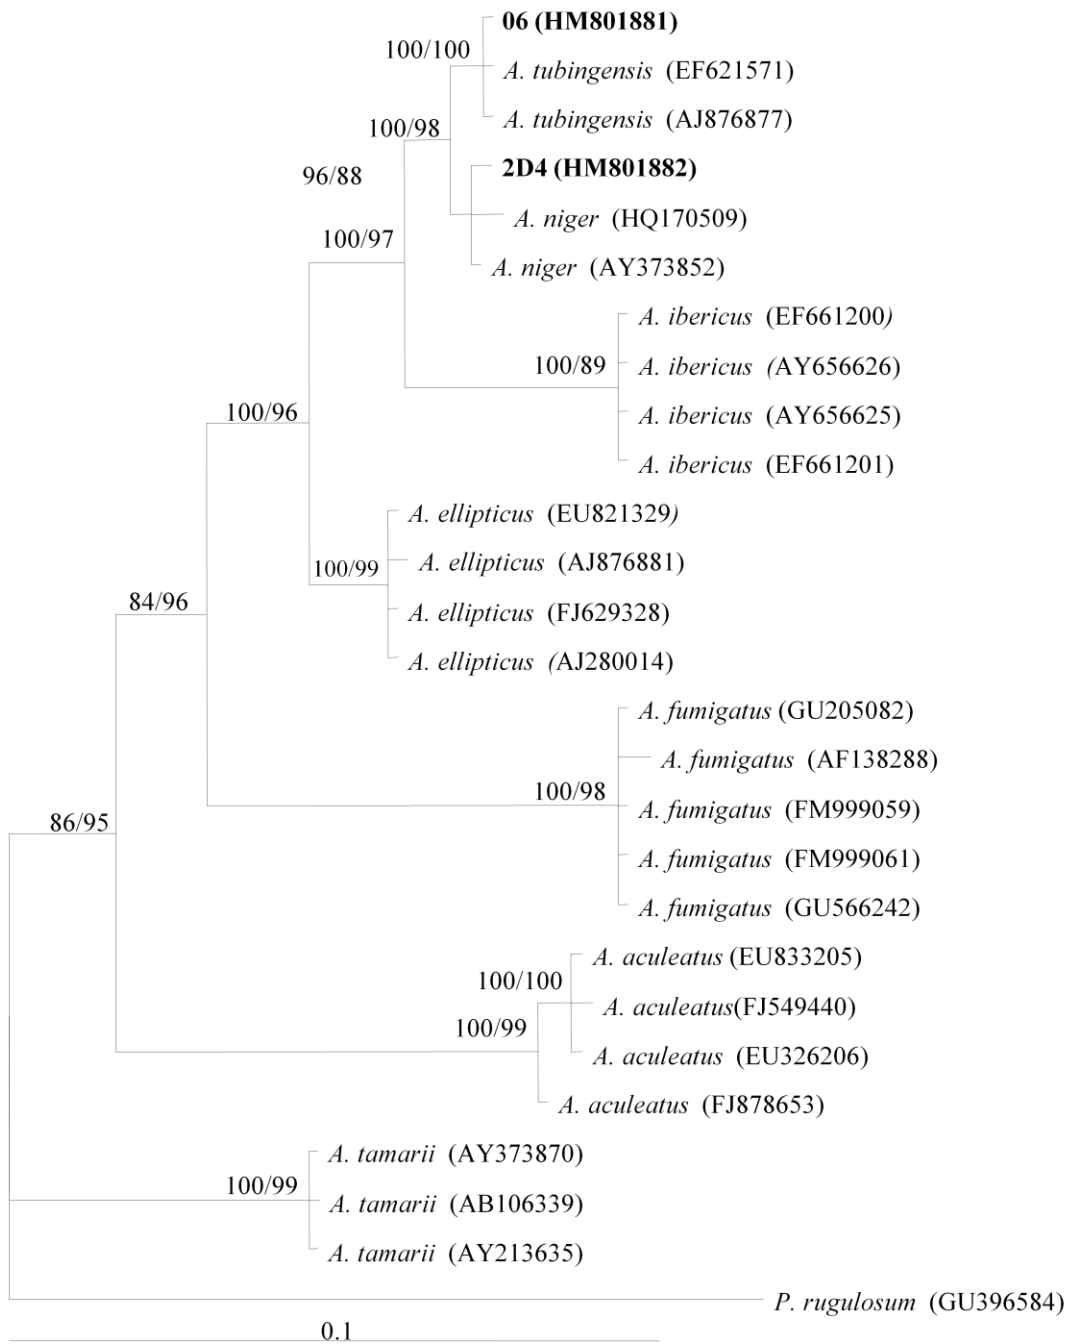 06 (HM801881)
100/100
A. tubingensis (EF621571)
A. tubingensis (AJ876877)
100/98
2D4 (HM801882)
96/88
A. niger (HQ170509)
100/97
A. niger (AY373852)
A. ibericus (EF661200)
100/89
A. ibericus (AY656626)
100/96
A. ibericus (AY656625)
A. ibericus (EF661201)
A. ellipticus (EU821329)
100/99
A. ellipticus (AJ876881)
84/96
A. ellipticus (FJ629328)
A. ellipticus (AJ280014)
A. fumigatus (GU205082)
A. fumigatus (AF138288)
100/98
86/95
A. fumigatus (FM999059)
A. fumigatus (FM999061)
A. fumigatus (GU566242)
A. aculeatus (EU833205)
100/100
A. aculeatus(FJ549440)
100/99
A. aculeatus (EU326206)
A. aculeatus (FJ878653)
A. tamarii (AY373870)
100/99
A. tamarii (AB106339)
A. tamarii (AY213635)
P. rugulosum (GU396584)
0.1